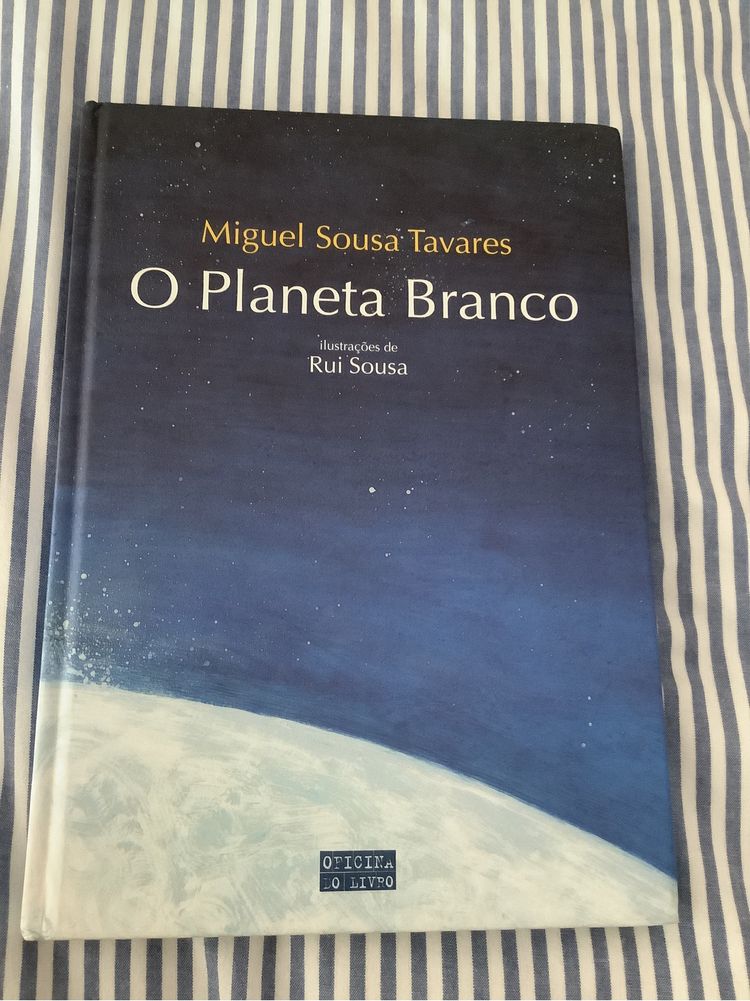 Miguel Sousa Tavares
O Planeta Branco
ilustrações de
Rui Sousa
OFICINA
DO LIVRO